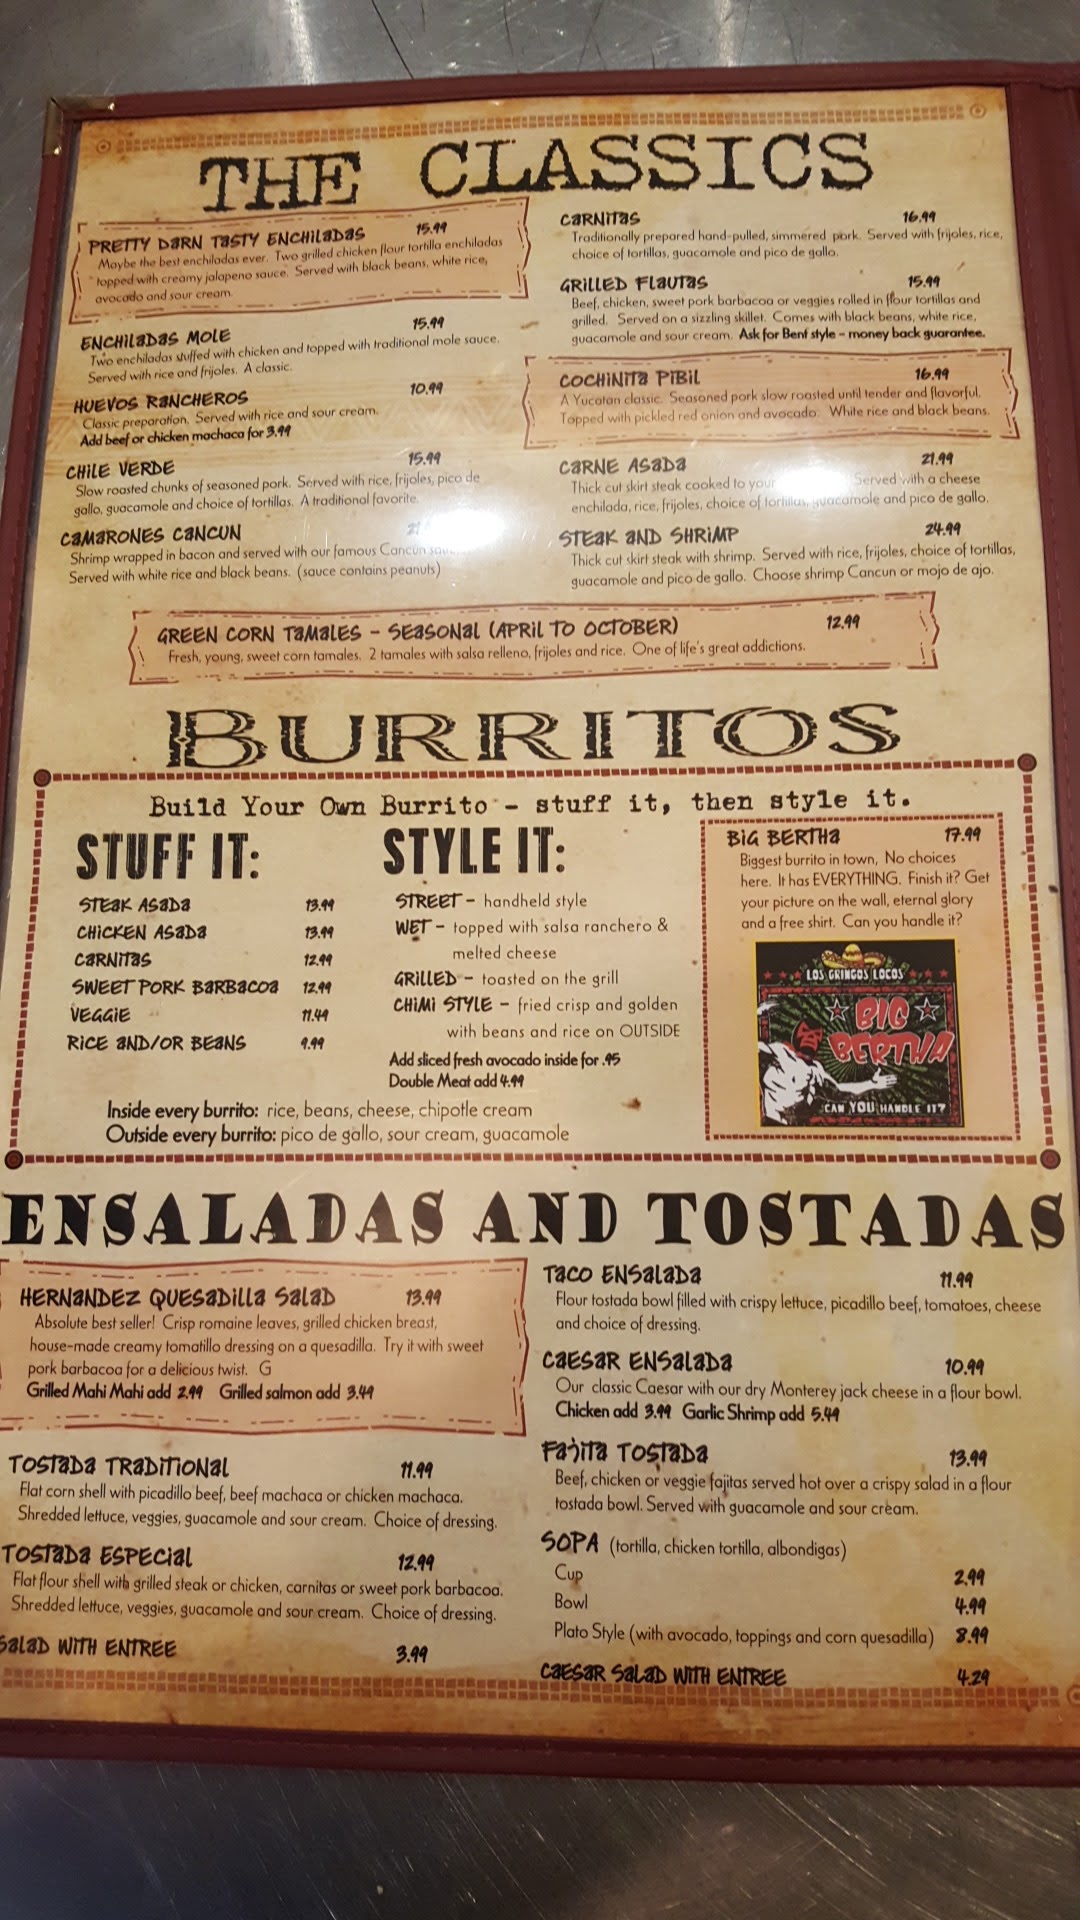 THE CLASSICS
PRETTY DARN TASTY ENCHILADAS 15.99
Maybe the best enchiladas ever. Two grilled chicken flour tortilla enchiladas
topped with creamy jalapeno sauce. Served with black beans, white rice,
avocado and sour cream.
ENCHILADAS MOLE 15.99
Two enchiladas stuffed with chicken and topped with traditional mole sauce.
Served with rice and frijoles. A classic.
HUEVOS RANCHEROS 10.99
Classic preparation. Served with rice and sour cream.
Add beef or chicken machaca for 3.99
CHILE VERDE 15.99
Slow roasted chunks of seasoned pork. Served with rice, frijoles, pico de
gallo, guacamole and choice of tortillas. A traditional favorite.
CAMARONES CANCUN
Shrimp wrapped in bacon and served with our famous Cancun
Served with white rice and black beans. (sauce contains peanuts)
CARNITAS 16.99
Traditionally prepared hand-pulled, simmered pork. Served with frijoles, rice,
choice of tortillas, guacamole and pico de gallo.
GRILLED FLAUTAS 15.99
Beef, chicken, sweet pork barbacoa or veggies rolled in flour tortillas and
grilled. Served on a sizzling skillet. Comes with black beans, white rice,
guacamole and sour cream. Ask for Benf style - money back guarantee.
COCHINITA PIBIL 16.99
A Yucatan classic. Seasoned pork slow roasted until tender and flavorful.
Topped with pickled red onion and avocado. White rice and black beans.
CARNE ASADA 21.99
Thick cut skirt steak cooked to your Served with a cheese
enchilada, rice, frijoles, choice of tortillas, guacamole and pico de gallo.
STEAK AND SHRIMP 24.99
Thick cut skirt steak with shrimp. Served with rice, frijoles, choice of tortillas,
guacamole and pico de gallo. Choose shrimp Cancun or mojo de ajo.
GREEN CORN TAMALES - SEASONAL (APRIL TO OCTOBER) 12.99
Fresh, young, sweet corn tamales. 2 tamales with salsa relleno, frijoles and rice. One of life's great addictions.
BURRITOS
Build Your Own Burrito - stuff it, then style it.
STUFF IT:
STEAK ASADA 13.99
CHICKEN ASADA 13.99
CARNITAS 12.99
SWEET PORK BARBACOA 12.99
VEGGIE 11.49
RICE AND/OR BEANS 9.99
STYLE IT:
STREET - handheld style
WET - topped with salsa ranchero &
melted cheese
GRILLED - toasted on the grill
CHIMI STYLE - fried crisp and golden
with beans and rice on OUTSIDE
Add sliced fresh avocado inside for .95
Double Meat add 4.99
Inside every burrito: rice, beans, cheese, chipotle cream
Outside every burrito: pico de gallo, sour cream, guacamole
BIG BERTHA 17.99
Biggest burrito in town, No choices
here. It has EVERYTHING. Finish it? Get
your picture on the wall, eternal glory
and a free shirt. Can you handle it?
LOS GRINGOS LOCOS
BIG
BERTHA
CAN YOU HANDLE IT?
ENSALADAS AND TOSTADAS
HERNANDEZ QUESADILLA SALAD 13.99
Absolute best seller! Crisp romaine leaves, grilled chicken breast,
house-made creamy tomatillo dressing on a quesadilla. Try it with sweet
pork barbacoa for a delicious twist. G
Grilled Mahi Mahi add 2.99 Grilled salmon add 3.49
TOSTADA TRADITIONAL 11.99
Flat corn shell with picadillo beef, beef machaca or chicken machaca.
Shredded lettuce, veggies, guacamole and sour cream. Choice of dressing.
TOSTADA ESPECIAL 12.99
Flat flour shell with grilled steak or chicken, carnitas or sweet pork barbacoa.
Shredded lettuce, veggies, guacamole and sour cream. Choice of dressing.
SALAD WITH ENTREE 3.99
TACO ENSALADA 11.99
Flour tostada bowl filled with crispy lettuce, picadillo beef, tomatoes, cheese
and choice of dressing.
CAESAR ENSALADA 10.99
Our classic Caesar with our dry Monterey jack cheese in a flour bowl.
Chicken add 3.99 Garlic Shrimp add 5.49
FAJITA TOSTADA 13.99
Beef, chicken or veggie fajitas served hot over a crispy salad in a flour
tostada bowl. Served with guacamole and sour cream.
SOPA (tortilla, chicken tortilla, albondigas)
Cup 2.99
Bowl 4.99
Plato Style (with avocado, toppings and corn quesadilla) 8.99
CAESAR SALAD WITH ENTREE 4.29